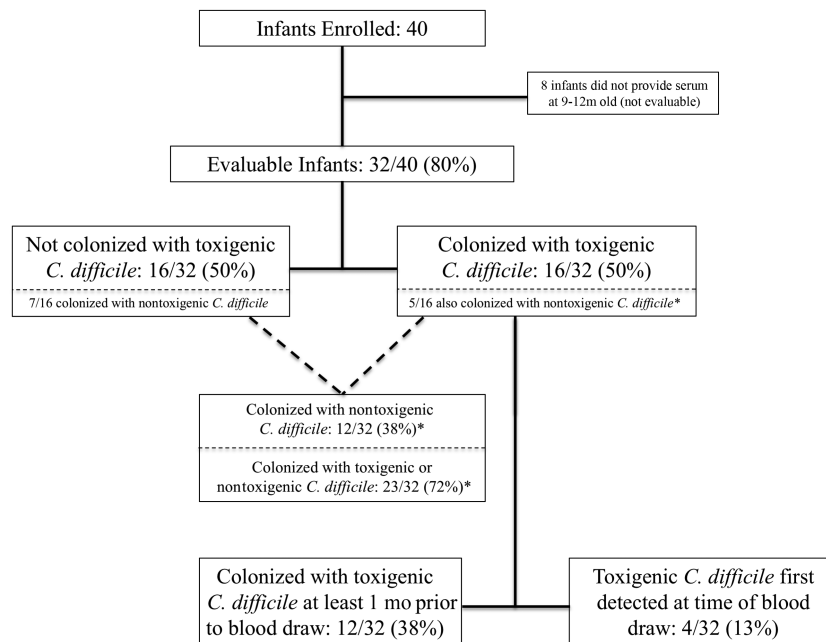 Infants Enrolled: 40
8 infants did not provide serum
at 9-12m old (not evaluable)
Evaluable Infants: 32/40 (80%)
Not colonized with toxigenic
C. difficile: 16/32 (50%)
7/16 colonized with nontoxigenic C. difficile
Colonized with toxigenic
C. difficile: 16/32 (50%)
5/16 also colonized with nontoxigenic C. difficile*
Colonized with nontoxigenic
C. difficile: 12/32 (38%)*
Colonized with toxigenic or
nontoxigenic C. difficile: 23/32 (72%)*
Colonized with toxigenic
C. difficile at least 1 mo prior
to blood draw: 12/32 (38%)
Toxigenic C. difficile first
detected at time of blood
draw: 4/32 (13%)